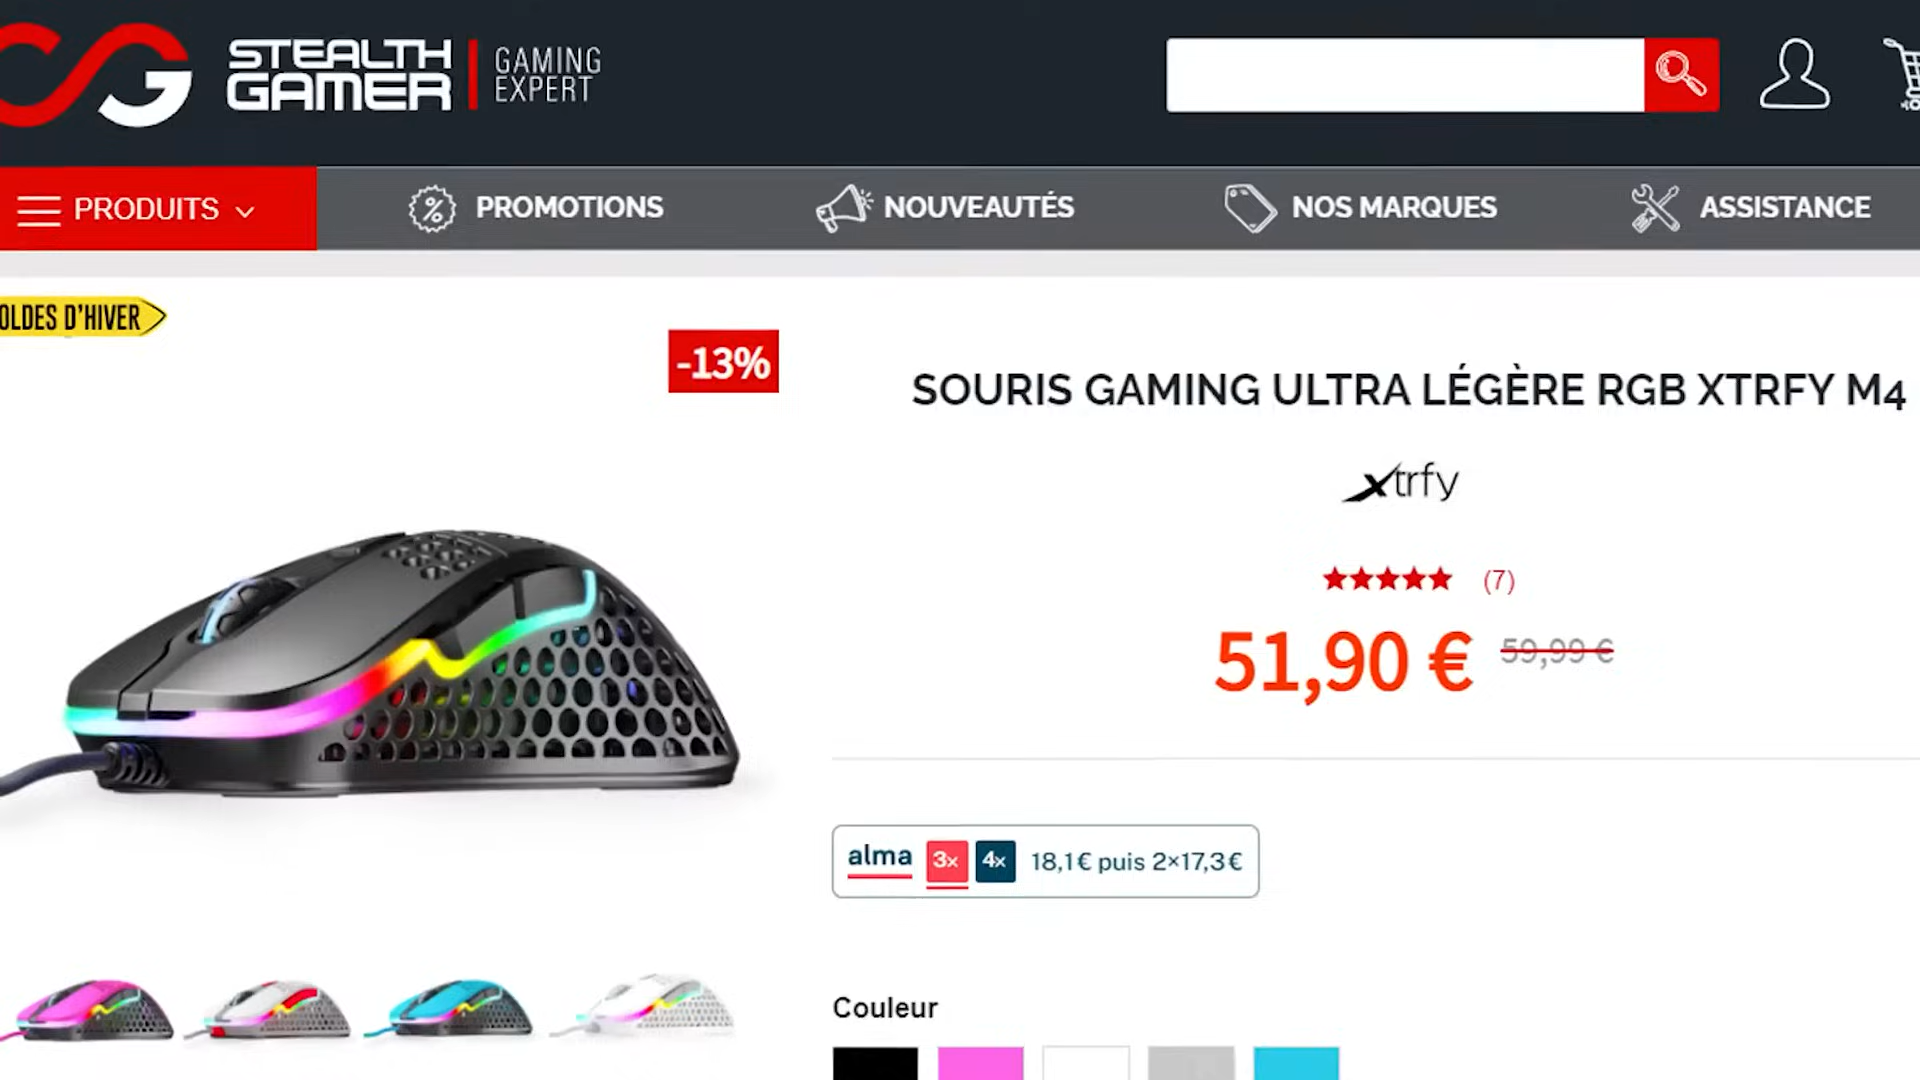 STEALTH
GAMER
GAMING
EXPERT
PRODUITS
PROMOTIONS
NOUVEAUTÉS
NOS MARQUES
ASSISTANCE
OLDES D'HIVER
-13%
SOURIS GAMING ULTRA LÉGÈRE RGB XTRFY M4
xtrfy
(7)
51,90 € 59,99 €
alma 3x 4x 18,1€ puis 2×17,3€
Couleur